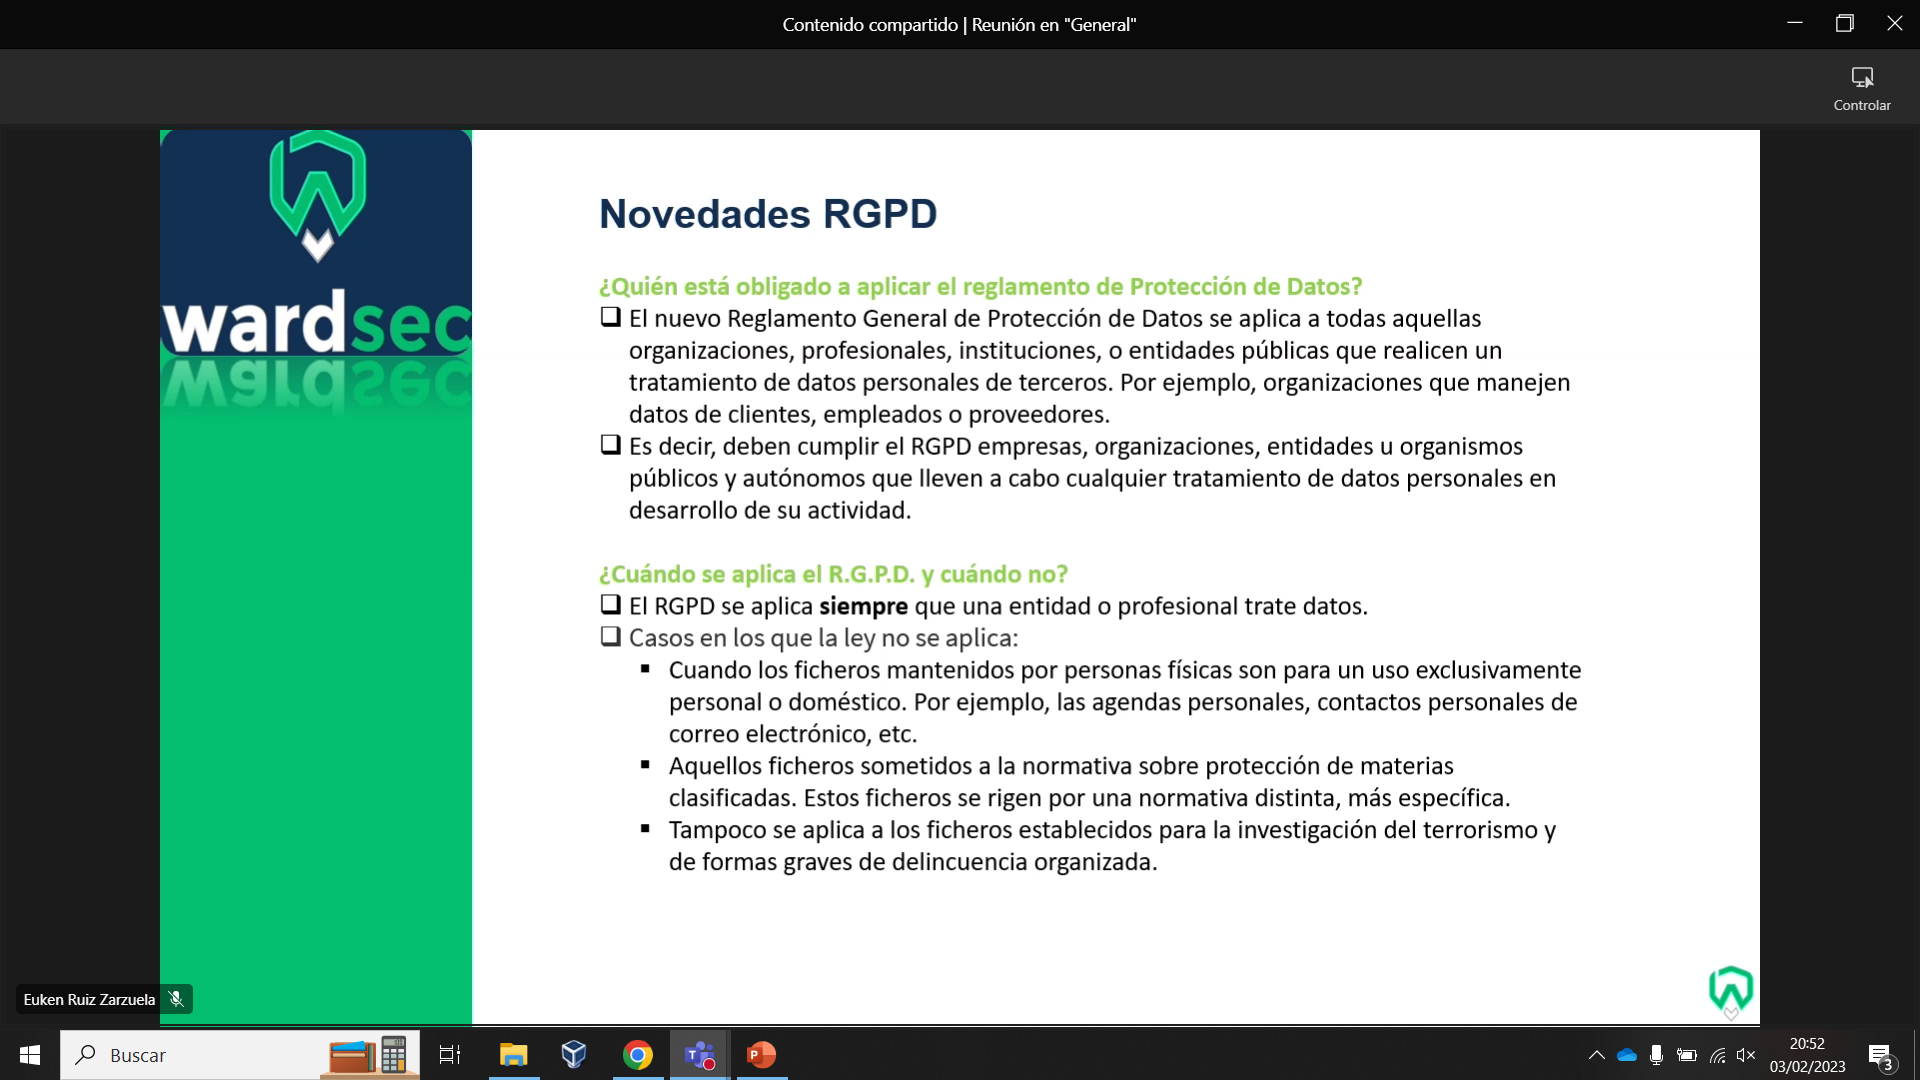 Contenido compartido | Reunión en "General"
Controlar
wardsec
Novedades RGPD
¿Quién está obligado a aplicar el reglamento de Protección de Datos?
❑ El nuevo Reglamento General de Protección de Datos se aplica a todas aquellas
organizaciones, profesionales, instituciones, o entidades públicas que realicen un
tratamiento de datos personales de terceros. Por ejemplo, organizaciones que manejen
datos de clientes, empleados o proveedores.
❑ Es decir, deben cumplir el RGPD empresas, organizaciones, entidades u organismos
públicos y autónomos que lleven a cabo cualquier tratamiento de datos personales en
desarrollo de su actividad.
¿Cuándo se aplica el R.G.P.D. y cuándo no?
❑ El RGPD se aplica siempre que una entidad o profesional trate datos.
❑ Casos en los que la ley no se aplica:
▪ Cuando los ficheros mantenidos por personas físicas son para un uso exclusivamente
personal o doméstico. Por ejemplo, las agendas personales, contactos personales de
correo electrónico, etc.
▪ Aquellos ficheros sometidos a la normativa sobre protección de materias
clasificadas. Estos ficheros se rigen por una normativa distinta, más específica.
▪ Tampoco se aplica a los ficheros establecidos para la investigación del terrorismo y
de formas graves de delincuencia organizada.
Euken Ruiz Zarzuela
Buscar
20:52
03/02/2023
3